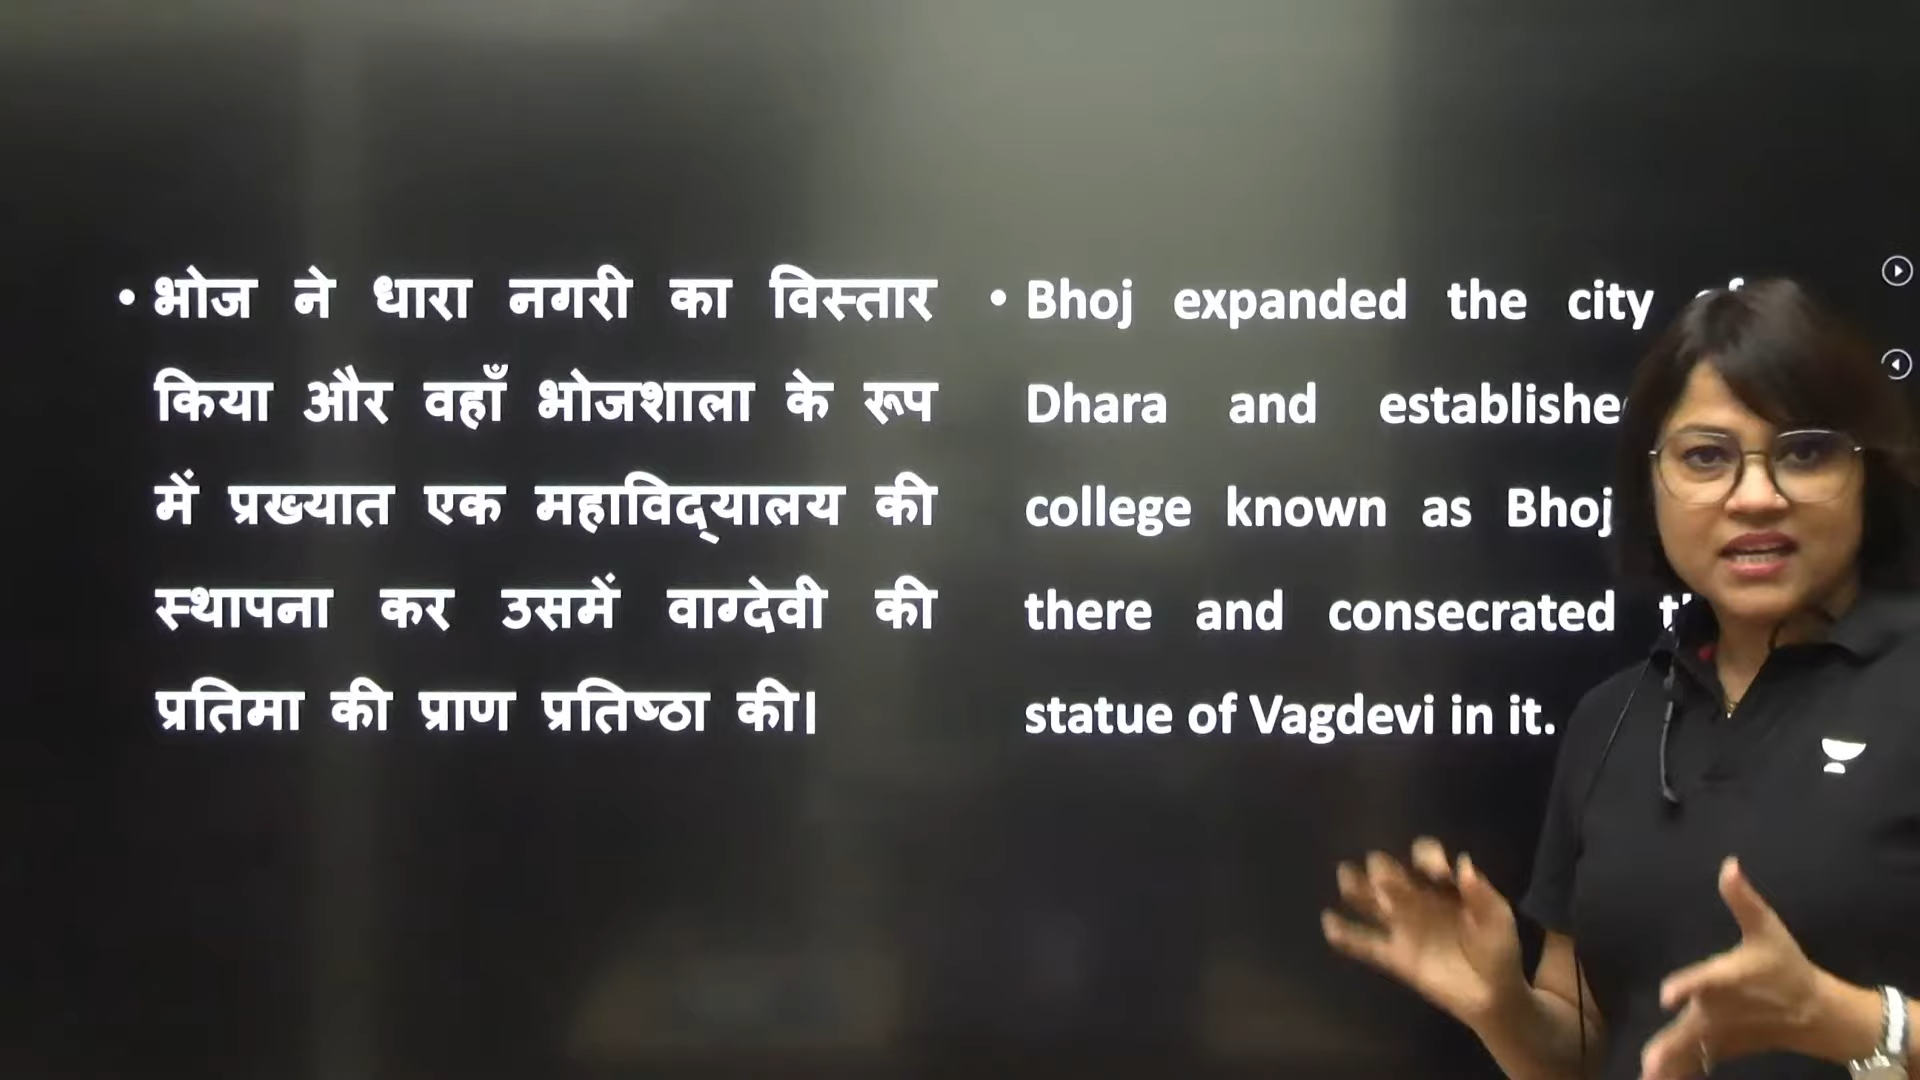 • भोज ने धारा नगरी का विस्तार
किया और वहाँ भोजशाला के रूप
में प्रख्यात एक महाविद्‌यालय की
स्थापना कर उसमें वाग्देवी की
प्रतिमा की प्राण प्रतिष्ठा की।
• Bhoj expanded the city
Dhara and
college known as Bhoj
there and consecrated
statue of Vagdevi in it.